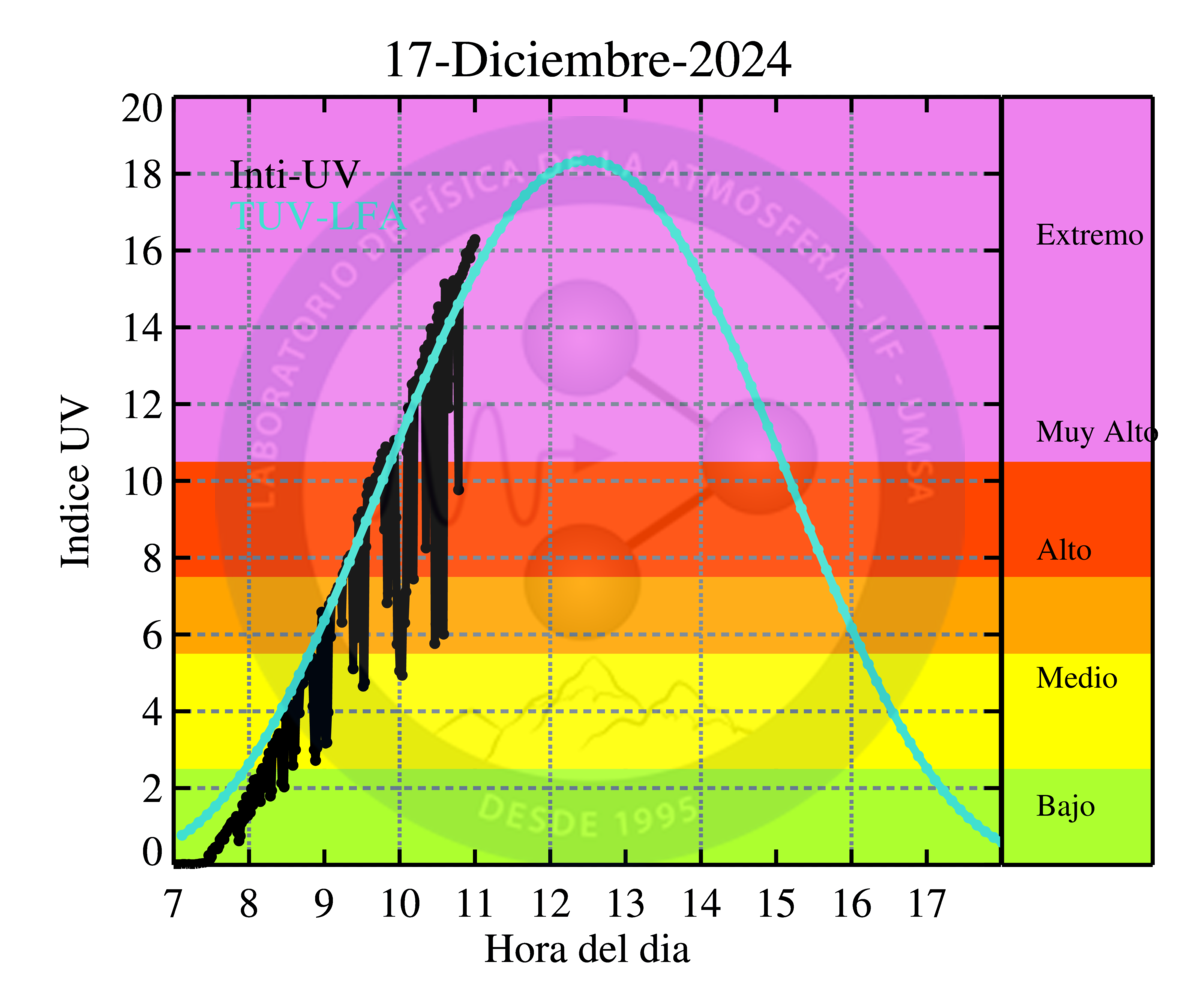 17-Diciembre-2024
20
18
16
14
12
10
8
6
4
2
0
Indice UV
Inti-UV
TUV-LFA
LABORATORIO DE FÍSICA DE LA ATMÓSFERA - IIF - UMSA
DESDE 1995
Extremo
Muy Alto
Alto
Medio
Bajo
7 8 9 10 11 12 13 14 15 16 17
Hora del dia